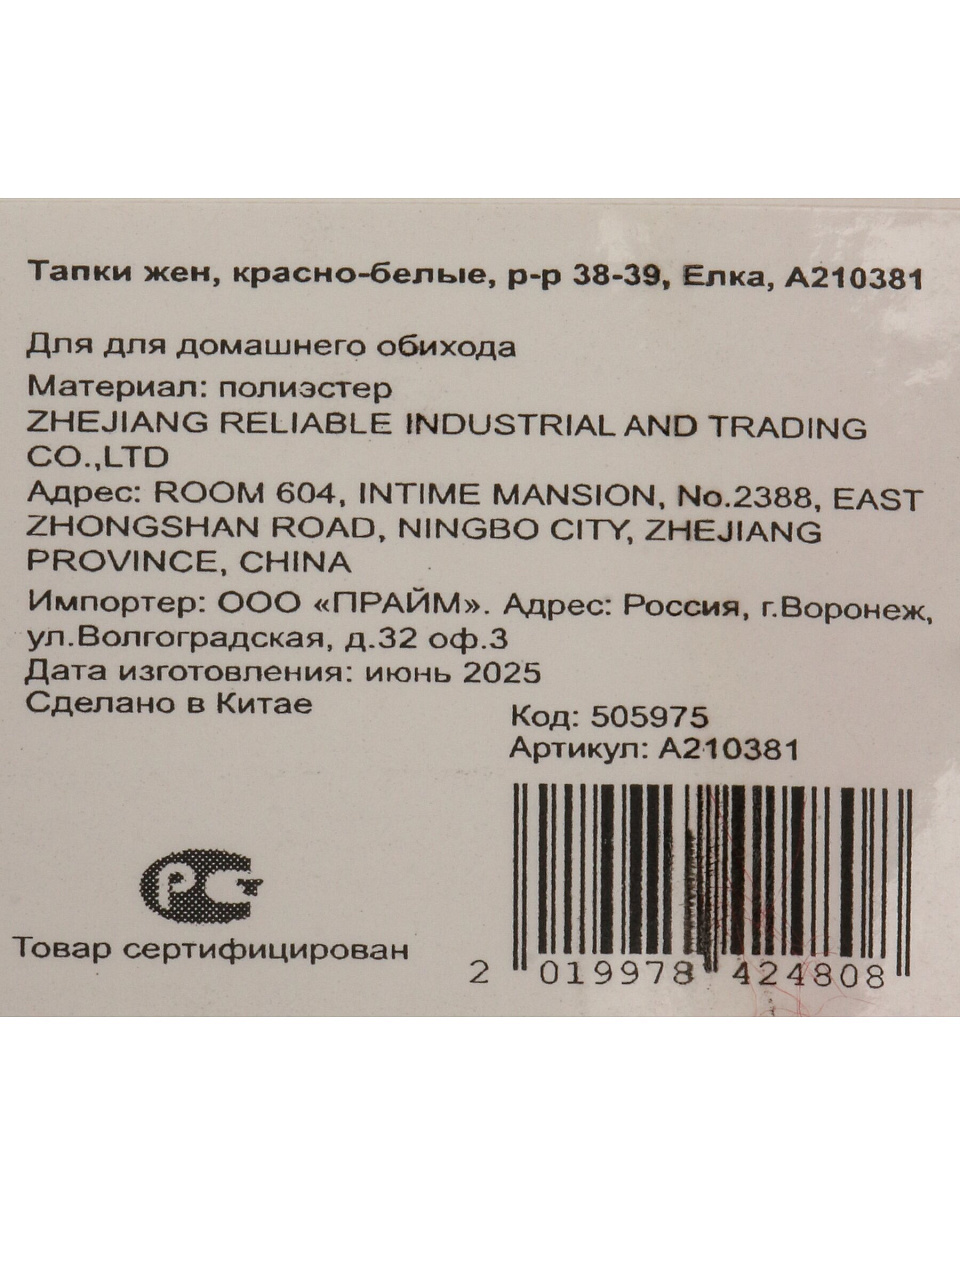 Тапки жен, красно-белые, р-р 38-39, Елка, А210381
Для для домашнего обихода
Материал: полиэстер
ZHEJIANG RELIABLE INDUSTRIAL AND TRADING
CO.,LTD
Адрес: ROOM 604, INTIME MANSION, No.2388, EAST
ZHONGSHAN ROAD, NINGBO CITY, ZHEJIANG
PROVINCE, CHINA
Импортер: ООО «ПРАЙМ». Адрес: Россия, г.Воронеж,
ул.Волгоградская, д.32 оф.3
Дата изготовления: июнь 2025
Сделано в Китае
Код: 505975
Артикул: А210381
РСТ
Товар сертифицирован
2 019978 424808